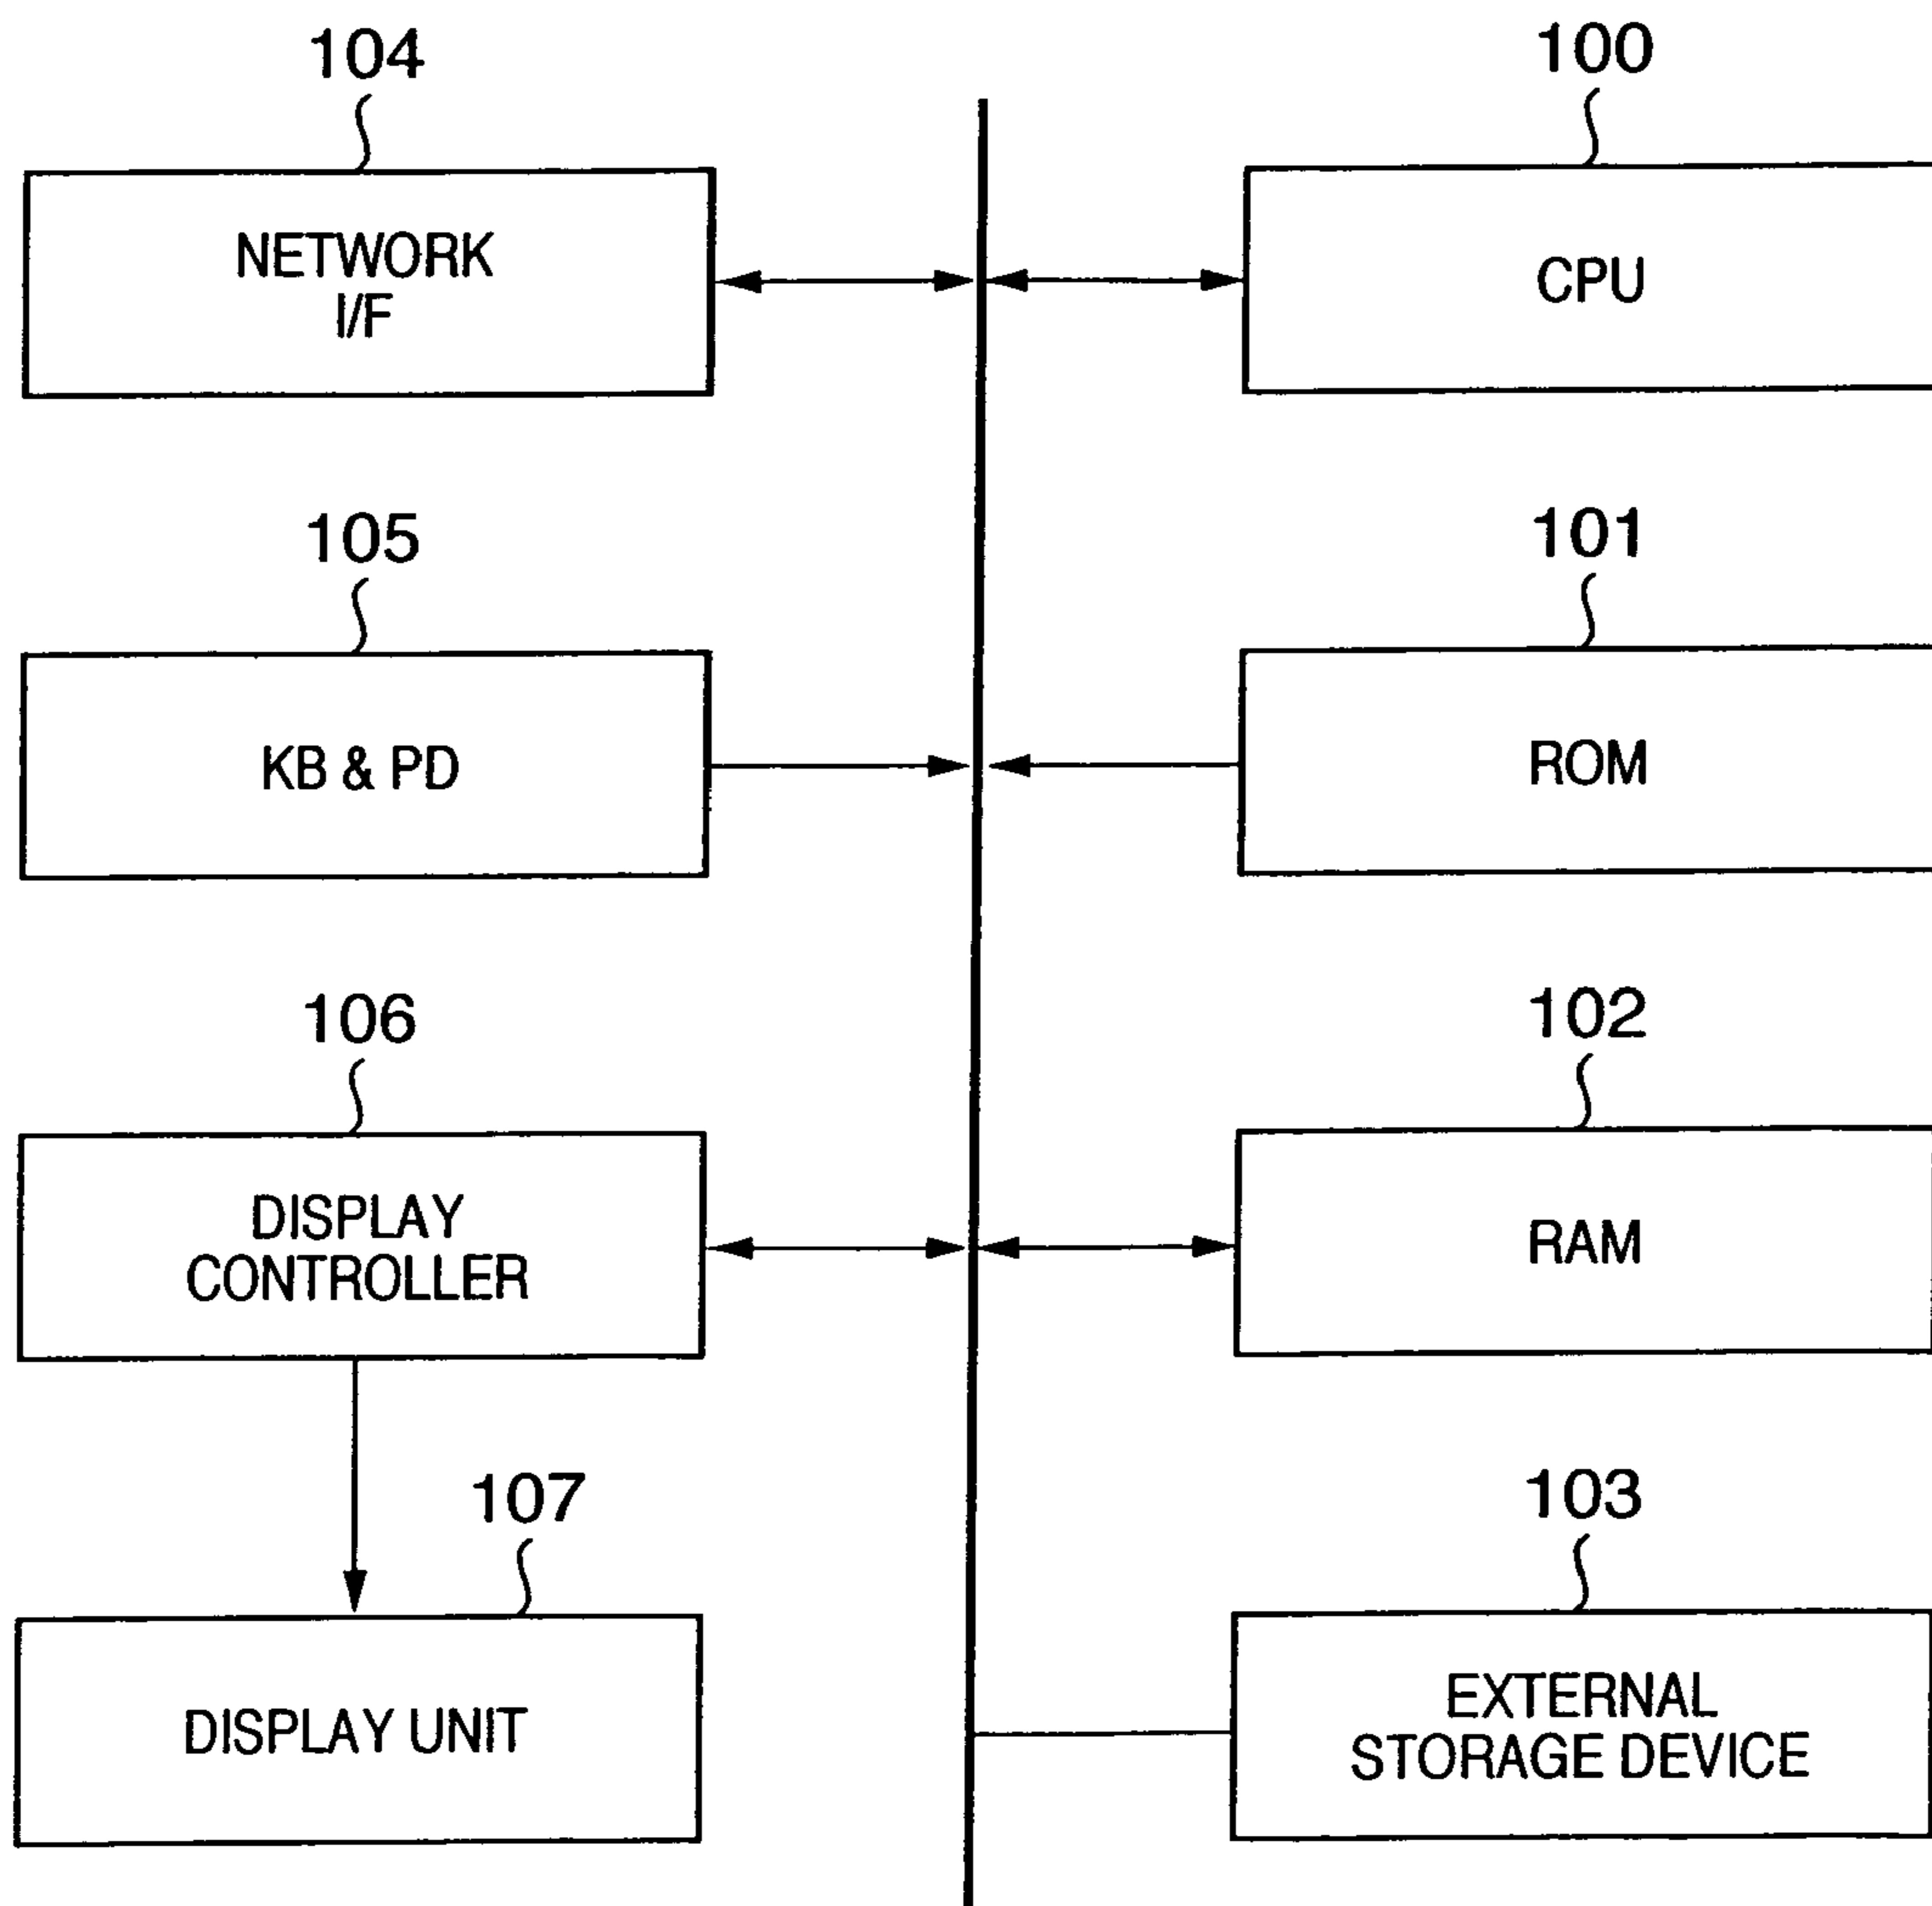 104
100
NETWORK
I/F
CPU
105
101
KB & PD
ROM
106
102
DISPLAY
CONTROLLER
RAM
107
103
DISPLAY UNIT
EXTERNAL
STORAGE DEVICE